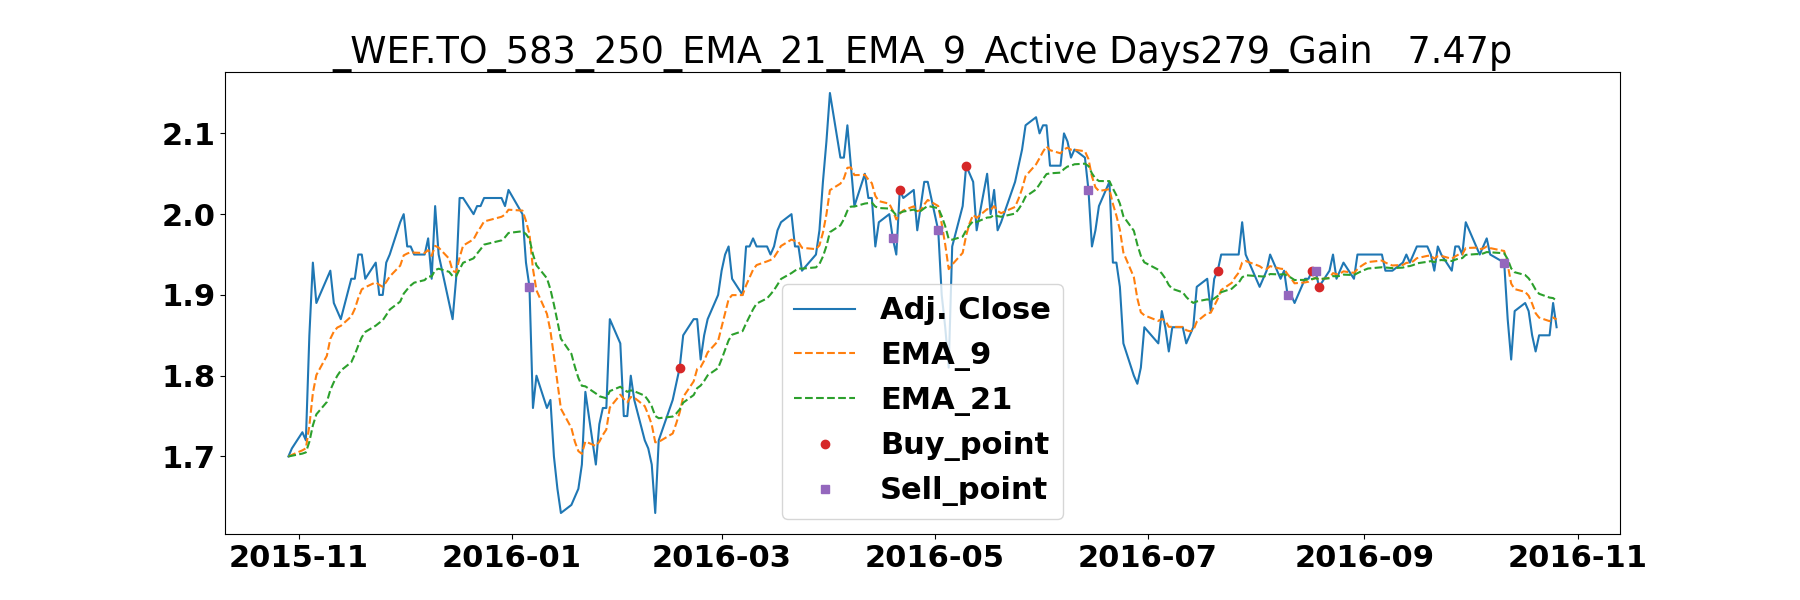 _WEF.TO_583_250_EMA_21_EMA_9_Active Days279_Gain   7.47p
2.1
2.0
1.9
1.8
1.7
Adj. Close
EMA_9
EMA_21
Buy_point
Sell_point
2015-11 2016-01 2016-03 2016-05 2016-07 2016-09 2016-11